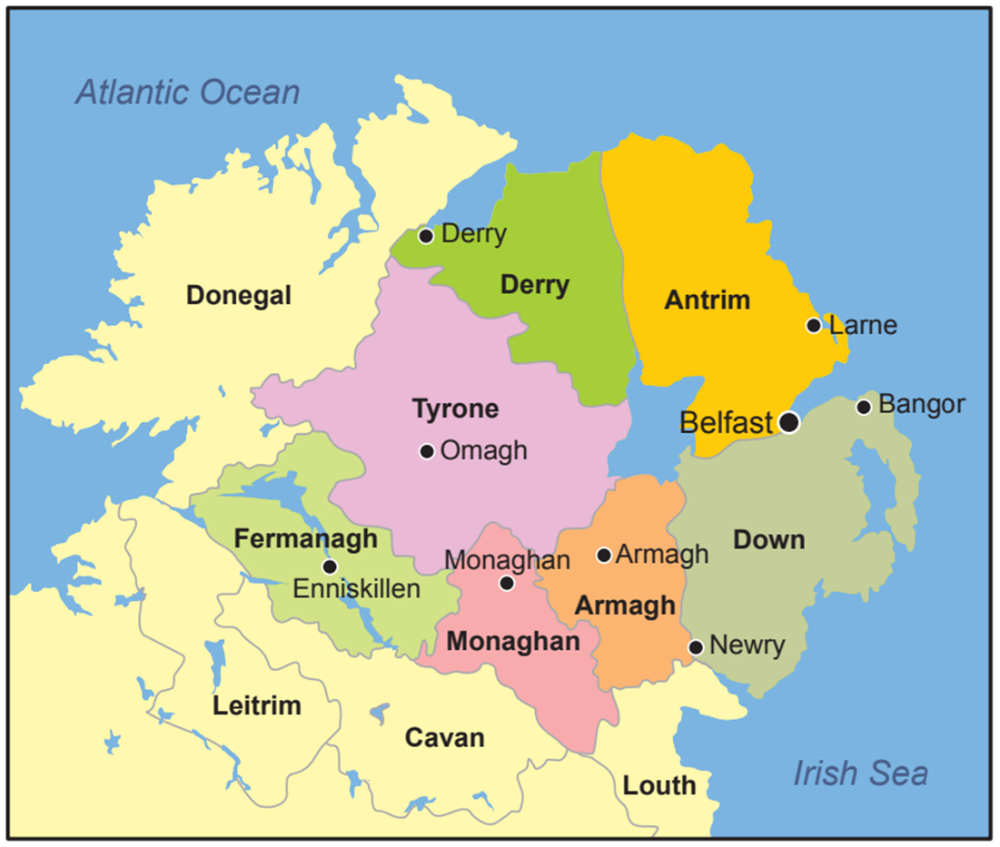 Atlantic Ocean
Derry
Donegal
Derry
Antrim
Larne
Tyrone
Belfast
Bangor
Omagh
Fermanagh
Down
Monaghan
Armagh
Enniskillen
Armagh
Monaghan
Newry
Leitrim
Cavan
Louth
Irish Sea